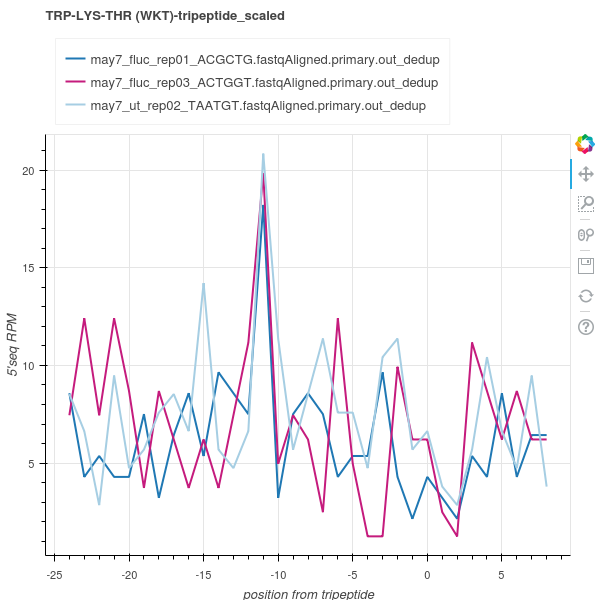 TRP-LYS-THR (WKT)-tripeptide_scaled
may7_fluc_rep01_ACGCTG.fastqAligned.primary.out_dedup
may7_fluc_rep03_ACTGGT.fastqAligned.primary.out_dedup
may7_ut_rep02_TAATGT.fastqAligned.primary.out_dedup
20
15
10
5
5'seq RPM
-25 -20 -15 -10 -5 0 5
position from tripeptide